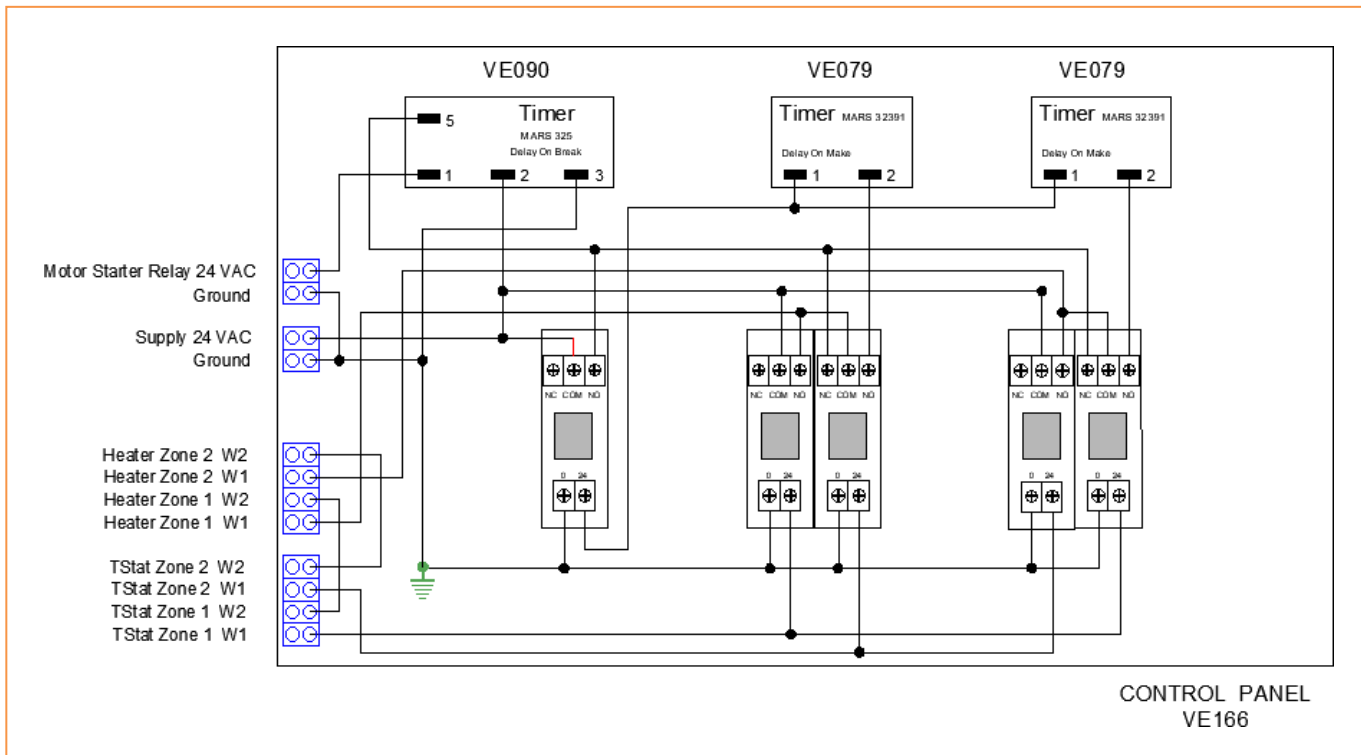 VE090
VE079
VE079
Timer
MARS 325
Delay On Break
5
1
2
3
Timer MARS 32391
Delay On Make
1
2
Timer MARS 32391
Delay On Make
1
2
Motor Starter Relay 24 VAC
Ground
Supply 24 VAC
Ground
NC COM NO
NC COM NO
NC COM NO
NC COM NO
NC COM NO
Heater Zone 2 W2
Heater Zone 2 W1
Heater Zone 1 W2
Heater Zone 1 W1
0 24
0 24
0 24
0 24
0 24
TStat Zone 2 W2
TStat Zone 2 W1
TStat Zone 1 W2
TStat Zone 1 W1
CONTROL PANEL
VE166